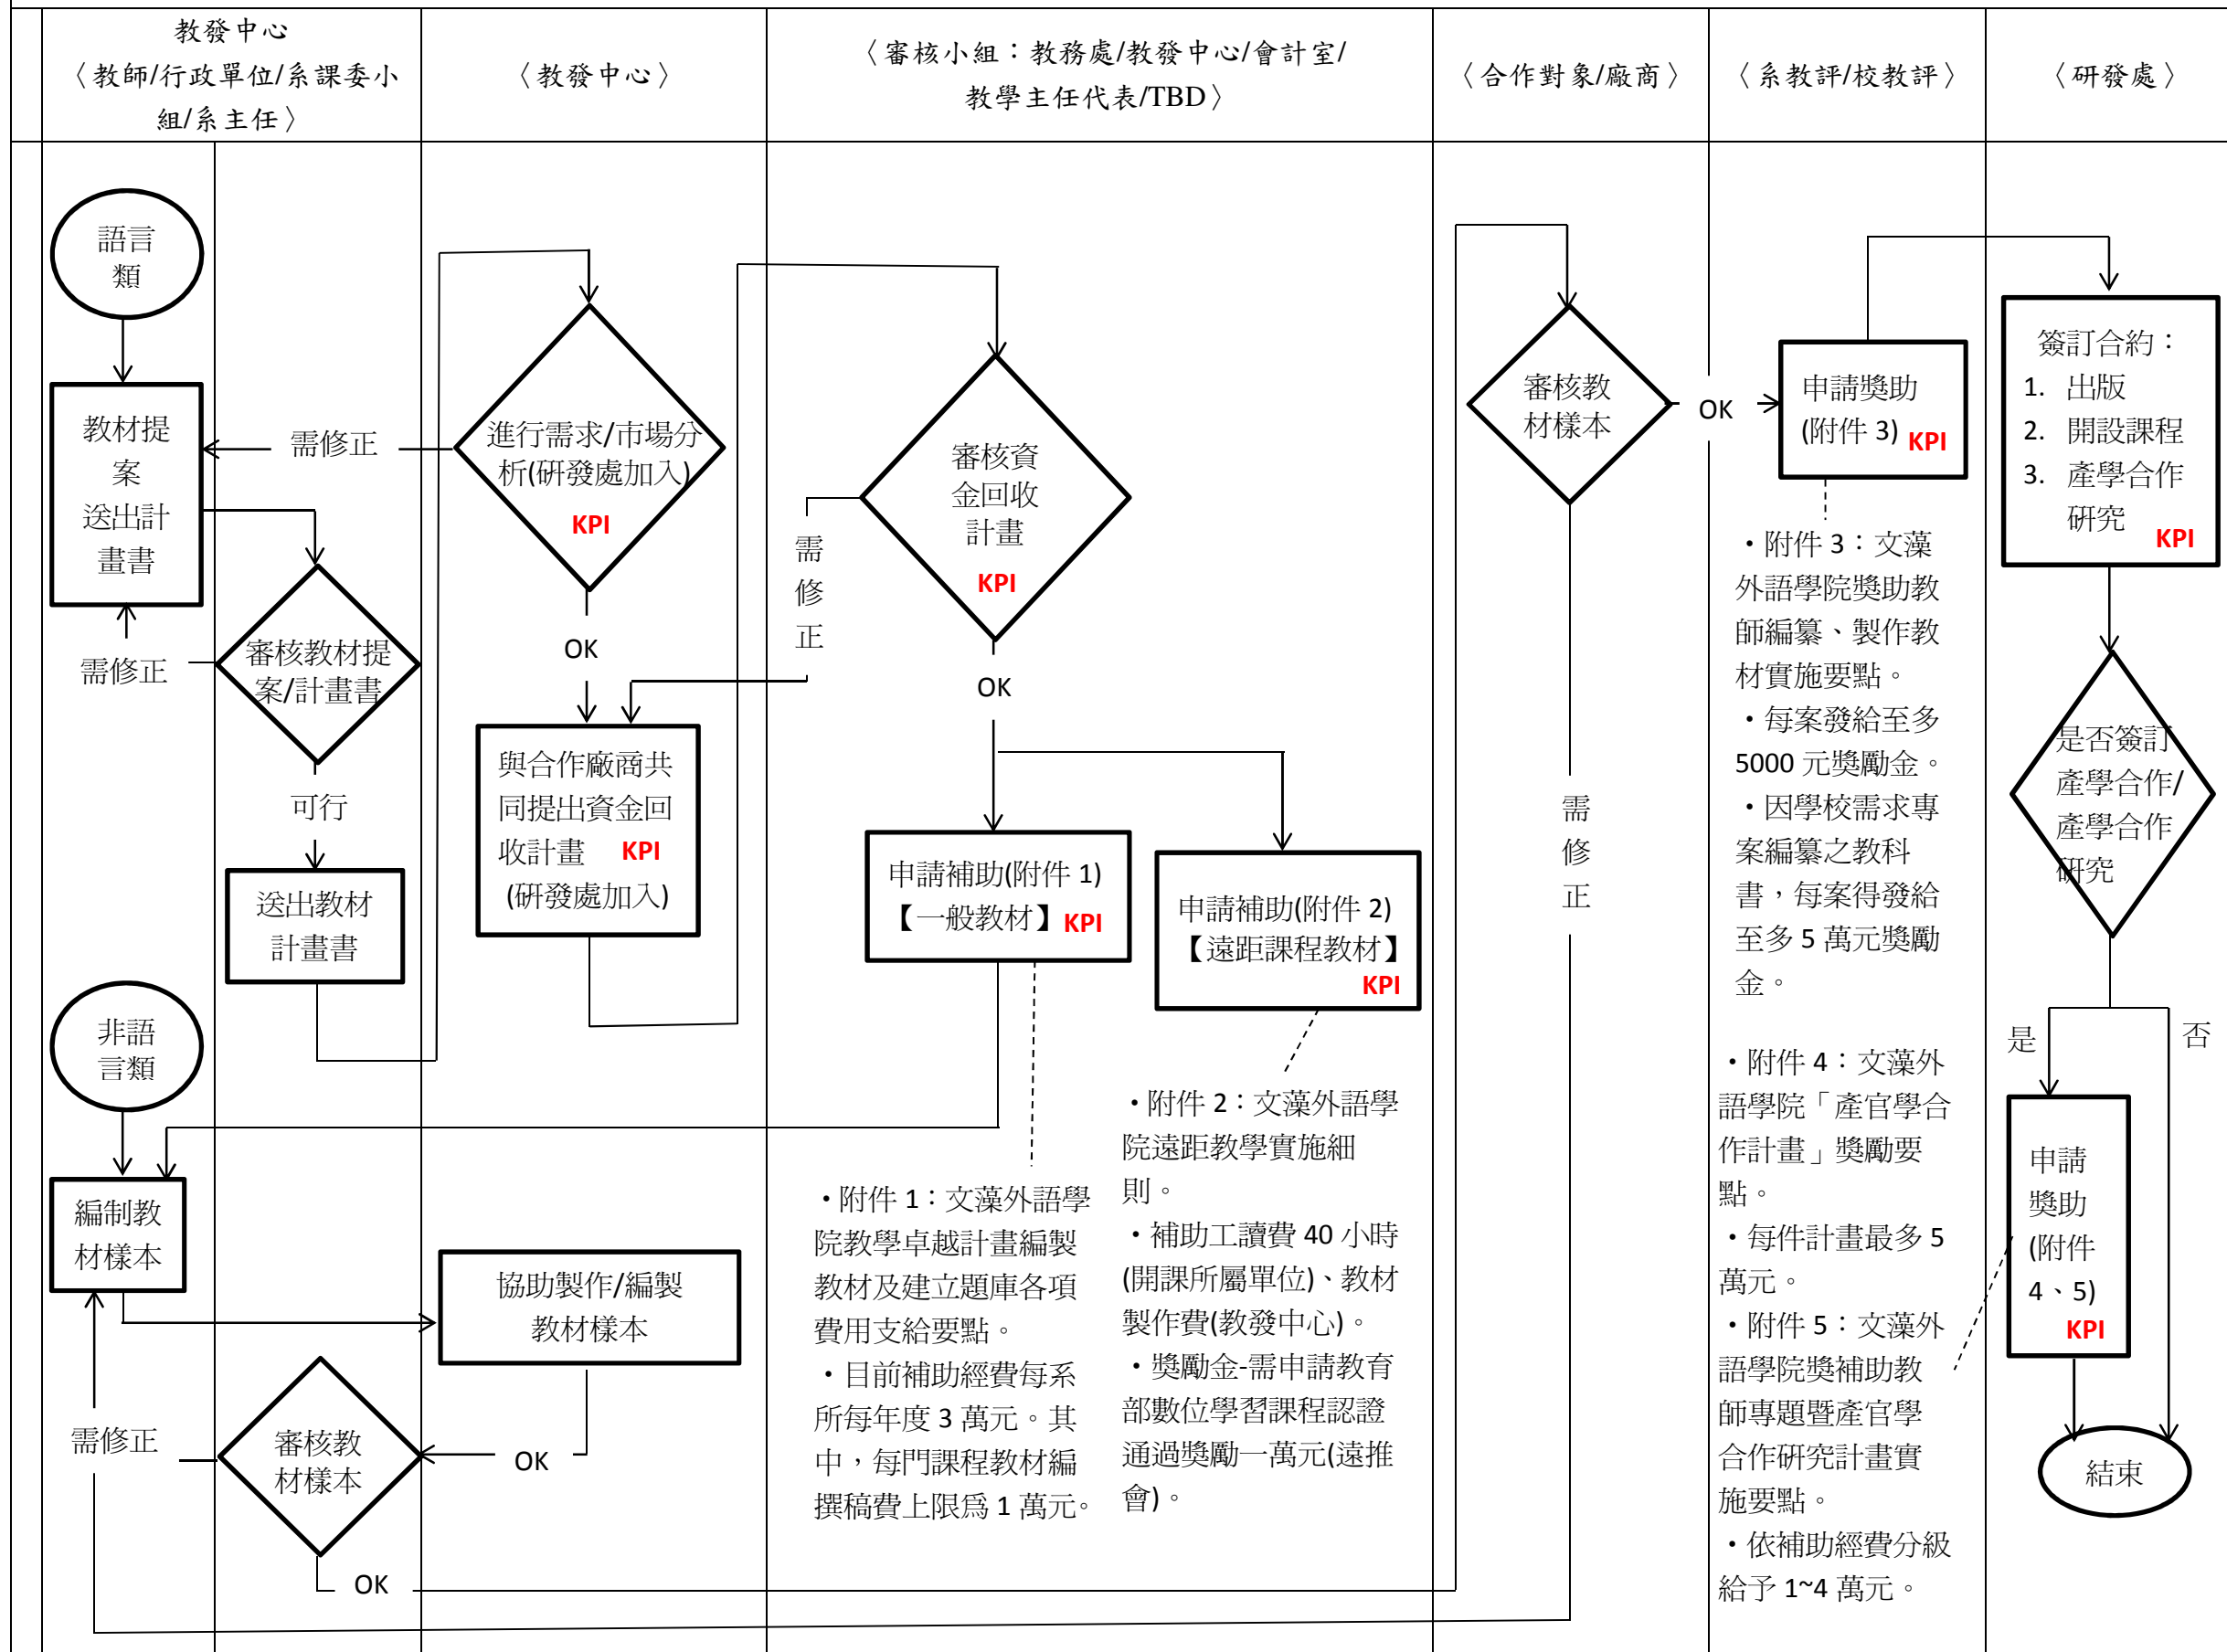 教發中心
〈教師/行政單位/系課委小
組/系主任〉
〈教發中心〉
〈審核小組：教務處/教發中心/會計室/
教學主任代表/TBD〉
〈合作對象/廠商〉
〈系教評/校教評〉
〈研發處〉
語言
類
教材提
案
送出計
畫書
需修正
審核教材提
案/計畫書
可行
送出教材
計畫書
需修正
進行需求/市場分
析(研發處加入)
KPI
OK
與合作廠商共
同提出資金回
收計畫 KPI
(研發處加入)
審核資
金回收
計畫
KPI
需
修
正
OK
申請補助(附件 1)
【一般教材】KPI
申請補助(附件 2)
【遠距課程教材】
KPI
・附件 1：文藻外語學
院教學卓越計畫編製
教材及建立題庫各項
費用支給要點。
・目前補助經費每系
所每年度 3 萬元。其
中，每門課程教材編
撰稿費上限為 1 萬元。
・附件 2：文藻外語學
院遠距教學實施細
則。
・補助工讀費 40 小時
(開課所屬單位)、教材
製作費(教發中心)。
・獎勵金-需申請教育
部數位學習課程認證
通過獎勵一萬元(遠推
會)。
非語
言類
編制教
材樣本
協助製作/編製
教材樣本
OK
審核教
材樣本
需修正
OK
審核教
材樣本
OK
需
修
正
申請獎助
(附件 3) KPI
・附件 3：文藻
外語學院獎助教
師編纂、製作教
材實施要點。
・每案發給至多
5000 元獎勵金。
・因學校需求專
案編纂之教科
書，每案得發給
至多 5 萬元獎勵
金。
・附件 4：文藻外
語學院「產官學合
作計畫」獎勵要
點。
・每件計畫最多 5
萬元。
・附件 5：文藻外
語學院獎補助教
師專題暨產官學
合作研究計畫實
施要點。
・依補助經費分級
給予 1~4 萬元。
簽訂合約：
1. 出版
2. 開設課程
3. 產學合作
研究
KPI
是否簽訂
產學合作/
產學合作
研究
是
否
申請
獎助
(附件
4、5)
KPI
結束